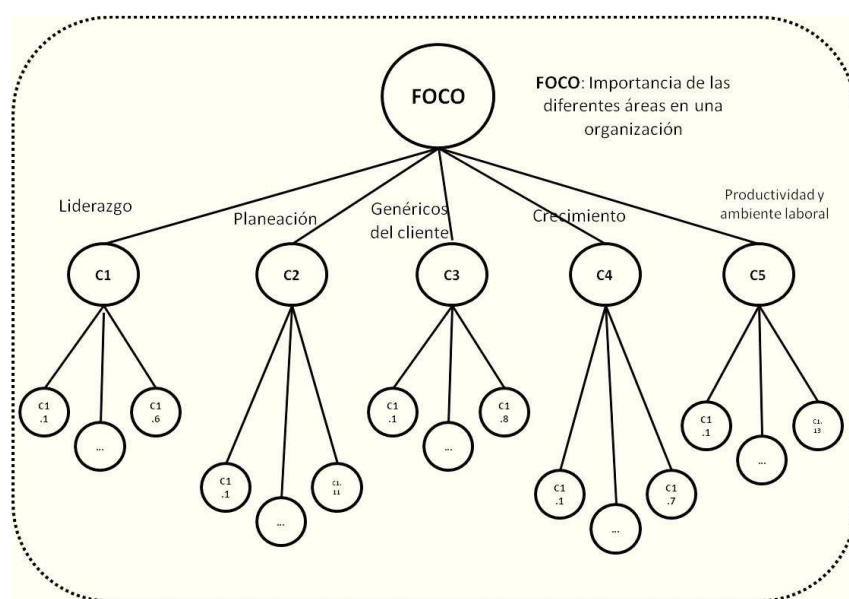 FOCO
FOCO: Importancia de las
diferentes áreas en una
organización
Liderazgo
Planeación
Genéricos
del cliente
Crecimiento
Productividad y
ambiente laboral
C1
C2
C3
C4
C5
C1
.1
...
C1
.6
C1
.1
...
C1.
11
C1
.1
...
C1
.8
C1
.1
...
C1
.7
C1
.1
...
C1.
13